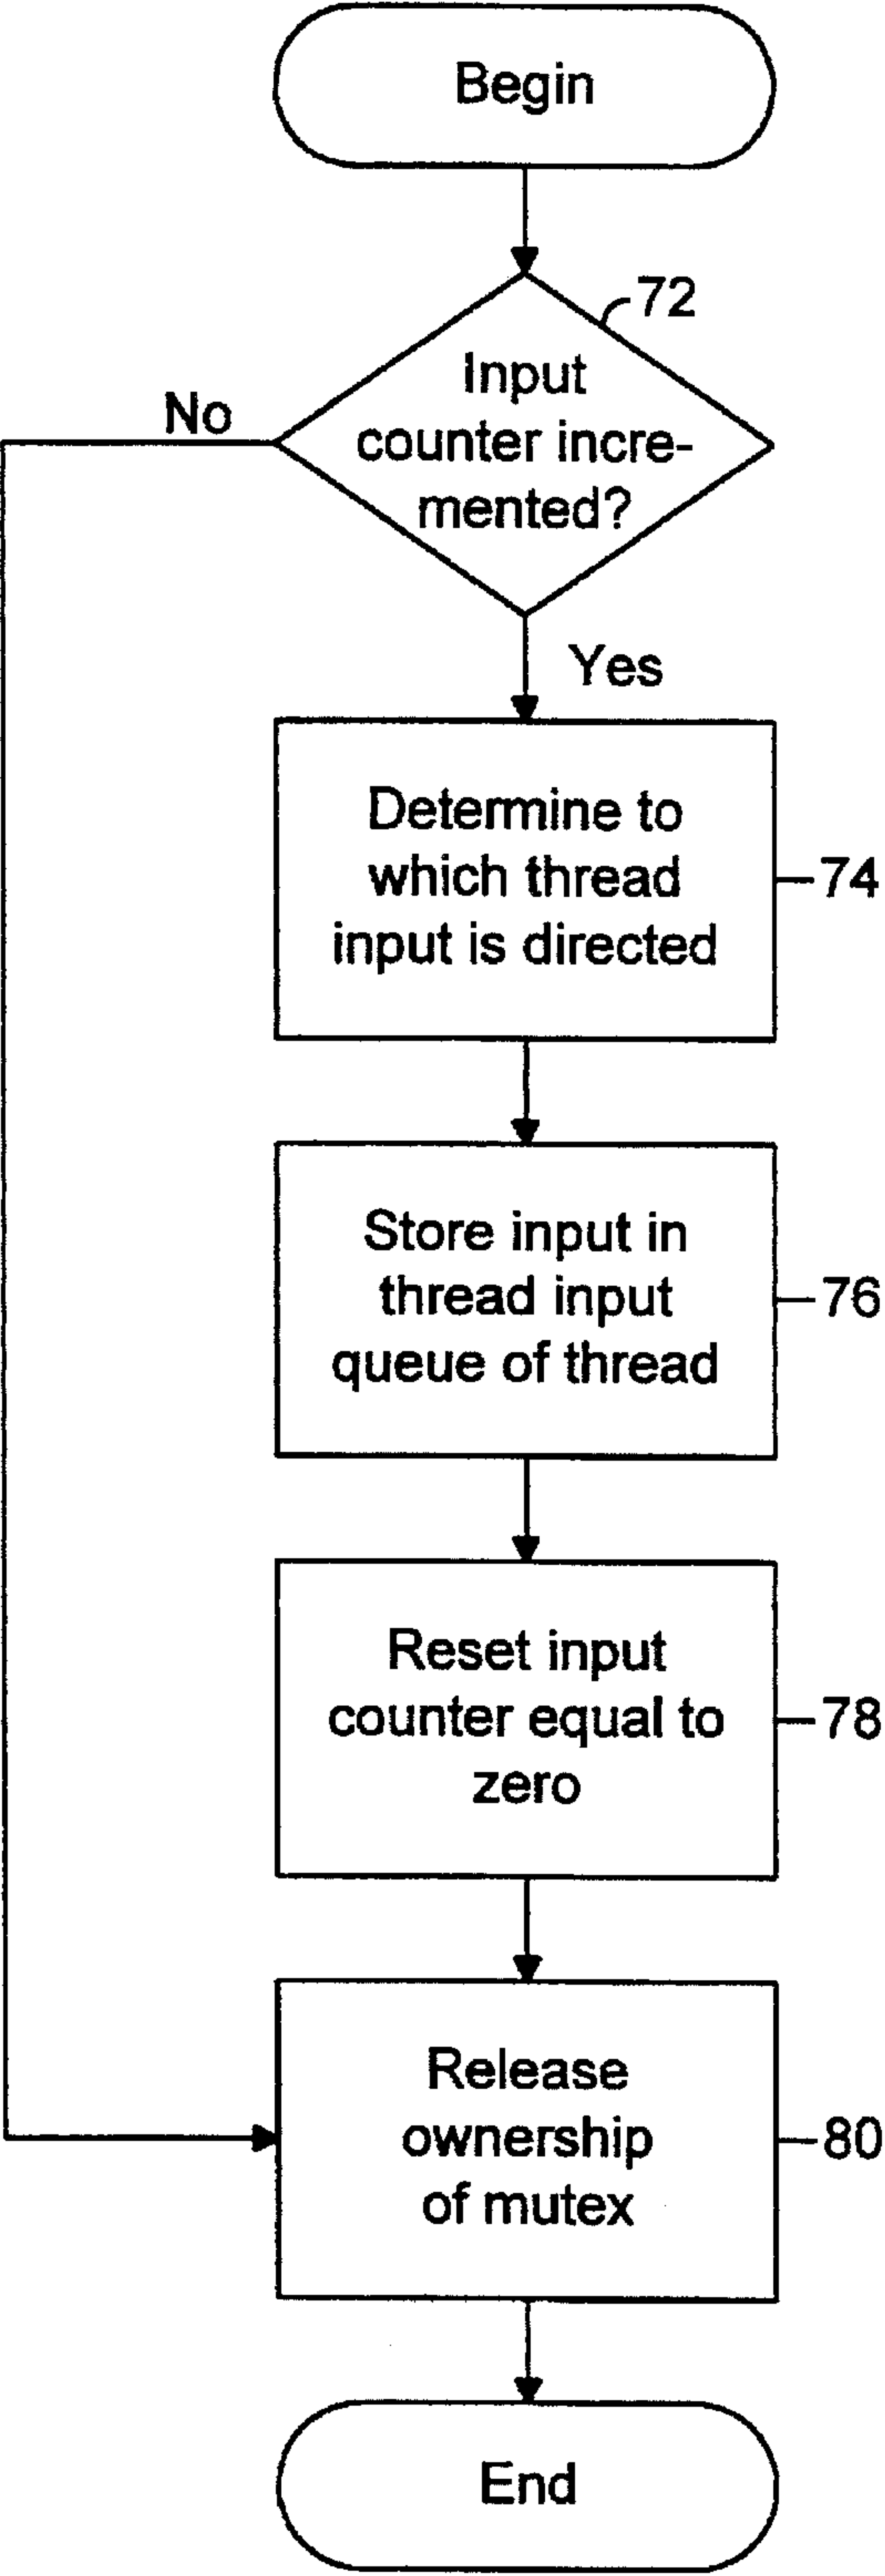 Begin
72
Input
counter incre-
mented?
No
Yes
Determine to
which thread
input is directed
74
Store input in
thread input
queue of thread
76
Reset input
counter equal to
zero
78
Release
ownership
of mutex
80
End